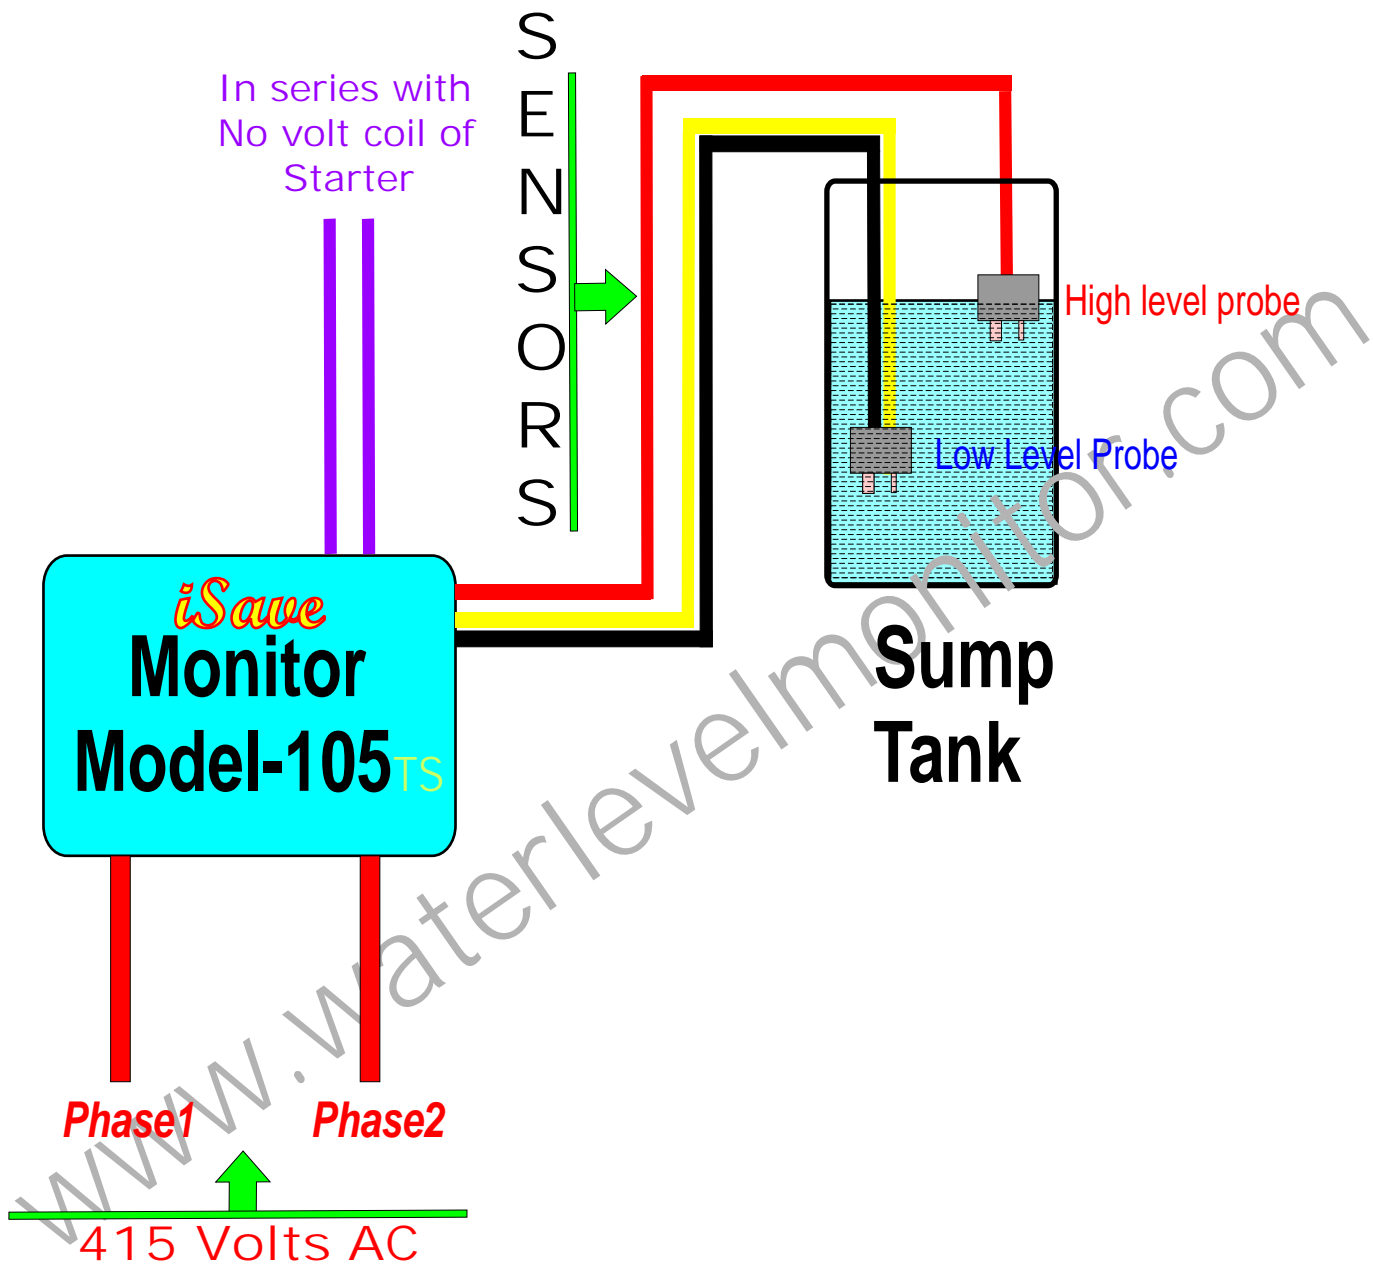 In series with
No volt coil of
Starter
SENSORS
High level probe
Low Level Probe
iSave
Monitor
Model-105TS
Sump
Tank
Phase1
Phase2
415 Volts AC
www.waterlevelmonitor.com